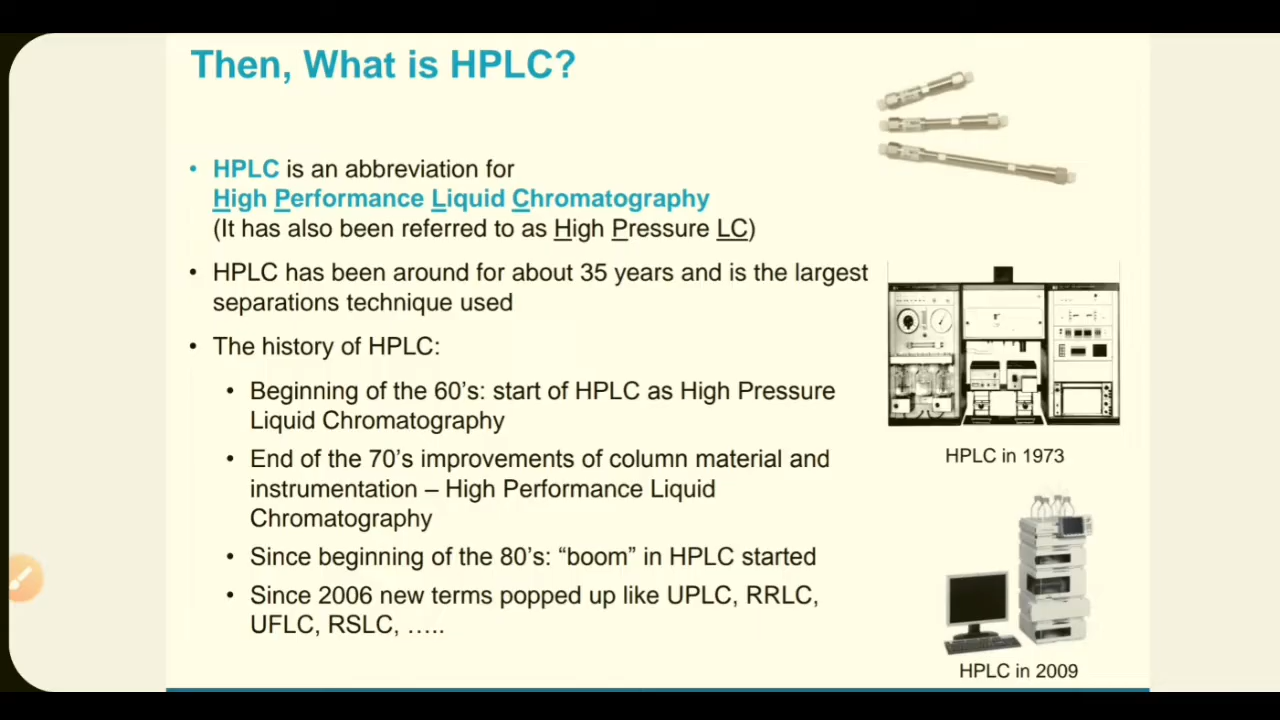 Then, What is HPLC?
• HPLC is an abbreviation for
High Performance Liquid Chromatography
(It has also been referred to as High Pressure LC)
• HPLC has been around for about 35 years and is the largest
separations technique used
• The history of HPLC:
• Beginning of the 60’s: start of HPLC as High Pressure
Liquid Chromatography
• End of the 70’s improvements of column material and
instrumentation – High Performance Liquid
Chromatography
• Since beginning of the 80’s: “boom” in HPLC started
• Since 2006 new terms popped up like UPLC, RRLC,
UFLC, RSLC, …..
HPLC in 1973
HPLC in 2009